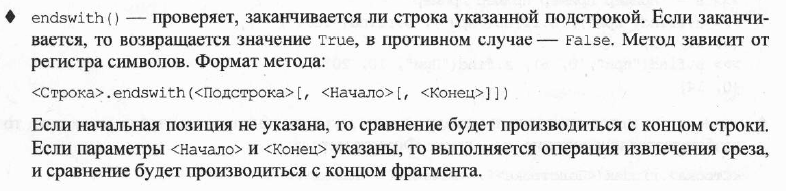 ♦ endswith() — проверяет, заканчивается ли строка указанной подстрокой. Если заканчи-
вается, то возвращается значение True, в противном случае — False. Метод зависит от
регистра символов. Формат метода:
<Строка>.endswith(<Подстрока>[, <Начало>[, <Конец>]])
Если начальная позиция не указана, то сравнение будет производиться с концом строки.
Если параметры <Начало> и <Конец> указаны, то выполняется операция извлечения среза,
и сравнение будет производиться с концом фрагмента.